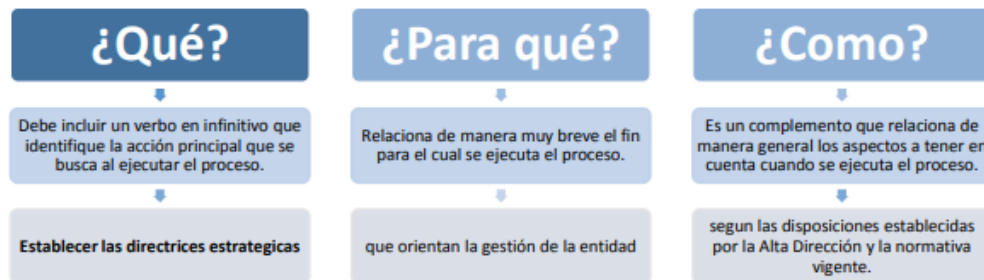 ¿Qué?
Debe incluir un verbo en infinitivo que
identifique la acción principal que se
busca al ejecutar el proceso.
Establecer las directrices estrategicas
¿Para qué?
Relaciona de manera muy breve el fin
para el cual se ejecuta el proceso.
que orientan la gestión de la entidad
¿Como?
Es un complemento que relaciona de
manera general los aspectos a tener en
cuenta cuando se ejecuta el proceso.
segun las disposiciones establecidas
por la Alta Dirección y la normativa
vigente.